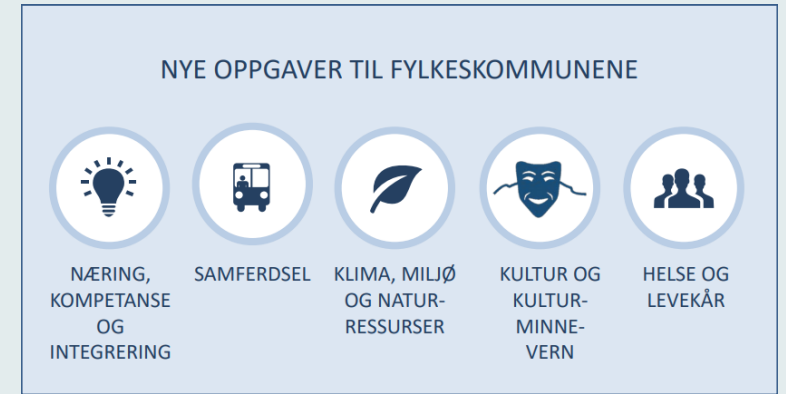 NYE OPPGAVER TIL FYLKESKOMMUNENE
NÆRING,
KOMPETANSE
OG
INTEGRERING
SAMFERDSEL
KLIMA, MILJØ
OG NATUR-
RESSURSER
KULTUR OG
KULTUR-
MINNE-
VERN
HELSE OG
LEVEKÅR